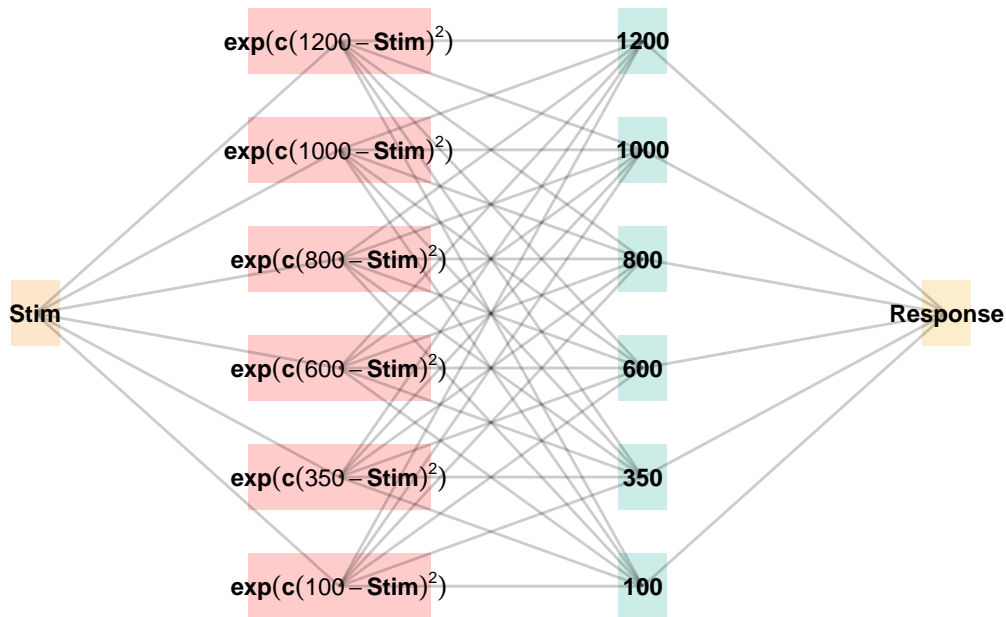 exp(c(1200 – Stim)²)
1200
exp(c(1000 – Stim)²)
1000
exp(c(800 – Stim)²)
800
Stim
Response
exp(c(600 – Stim)²)
600
exp(c(350 – Stim)²)
350
exp(c(100 – Stim)²)
100